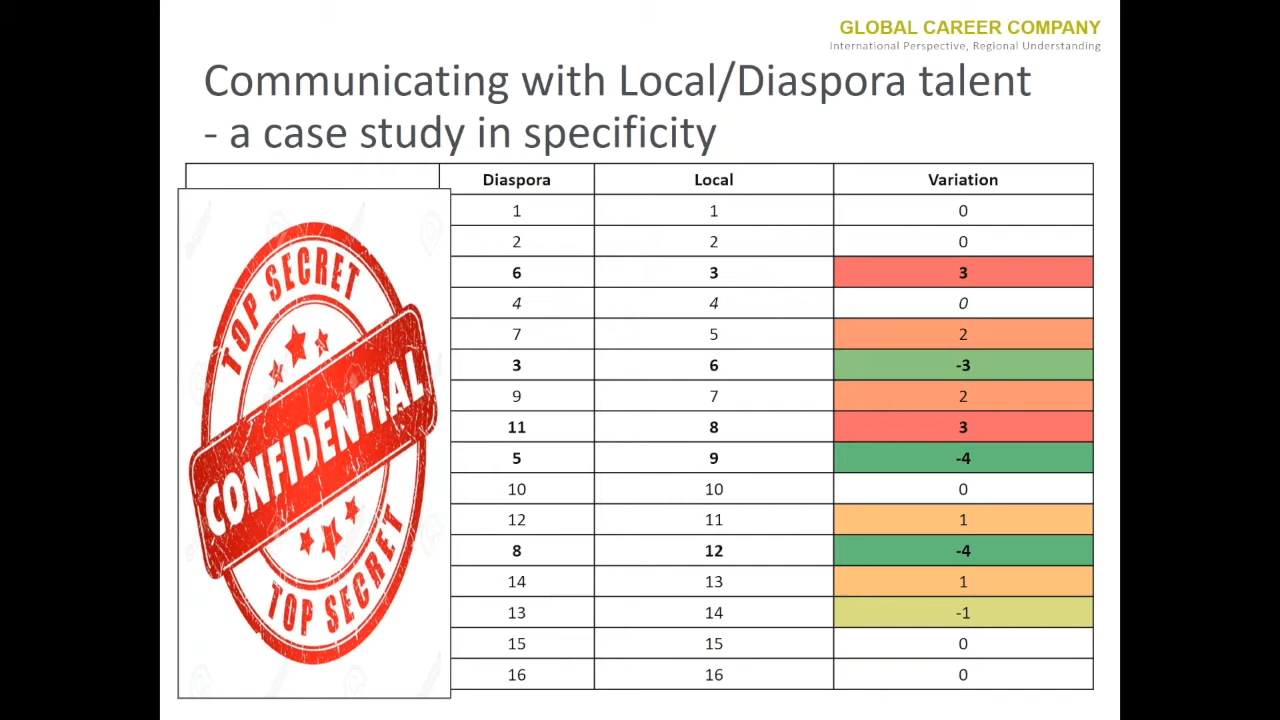 GLOBAL CAREER COMPANY
International Perspective, Regional Understanding
Communicating with Local/Diaspora talent
- a case study in specificity
Diaspora Local Variation
1 1 0
2 2 0
6 3 3
4 4 0
7 5 2
3 6 -3
9 7 2
11 8 3
5 9 -4
10 10 0
12 11 1
8 12 -4
14 13 1
13 14 -1
15 15 0
16 16 0
TOP SECRET
CONFIDENTIAL
TOP SECRET